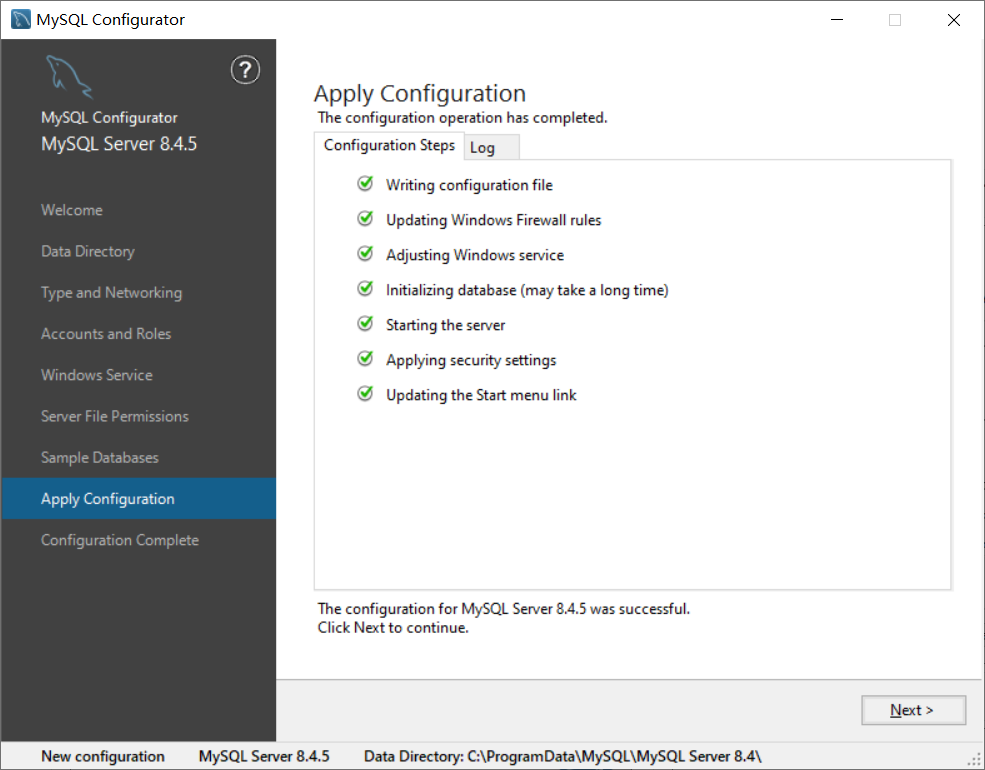 MySQL Configurator
?
MySQL Configurator
MySQL Server 8.4.5
Welcome
Data Directory
Type and Networking
Accounts and Roles
Windows Service
Server File Permissions
Sample Databases
Apply Configuration
Configuration Complete
Apply Configuration
The configuration operation has completed.
Configuration Steps Log
Writing configuration file
Updating Windows Firewall rules
Adjusting Windows service
Initializing database (may take a long time)
Starting the server
Applying security settings
Updating the Start menu link
The configuration for MySQL Server 8.4.5 was successful.
Click Next to continue.
Next >
New configuration MySQL Server 8.4.5 Data Directory: C:\ProgramData\MySQL\MySQL Server 8.4\